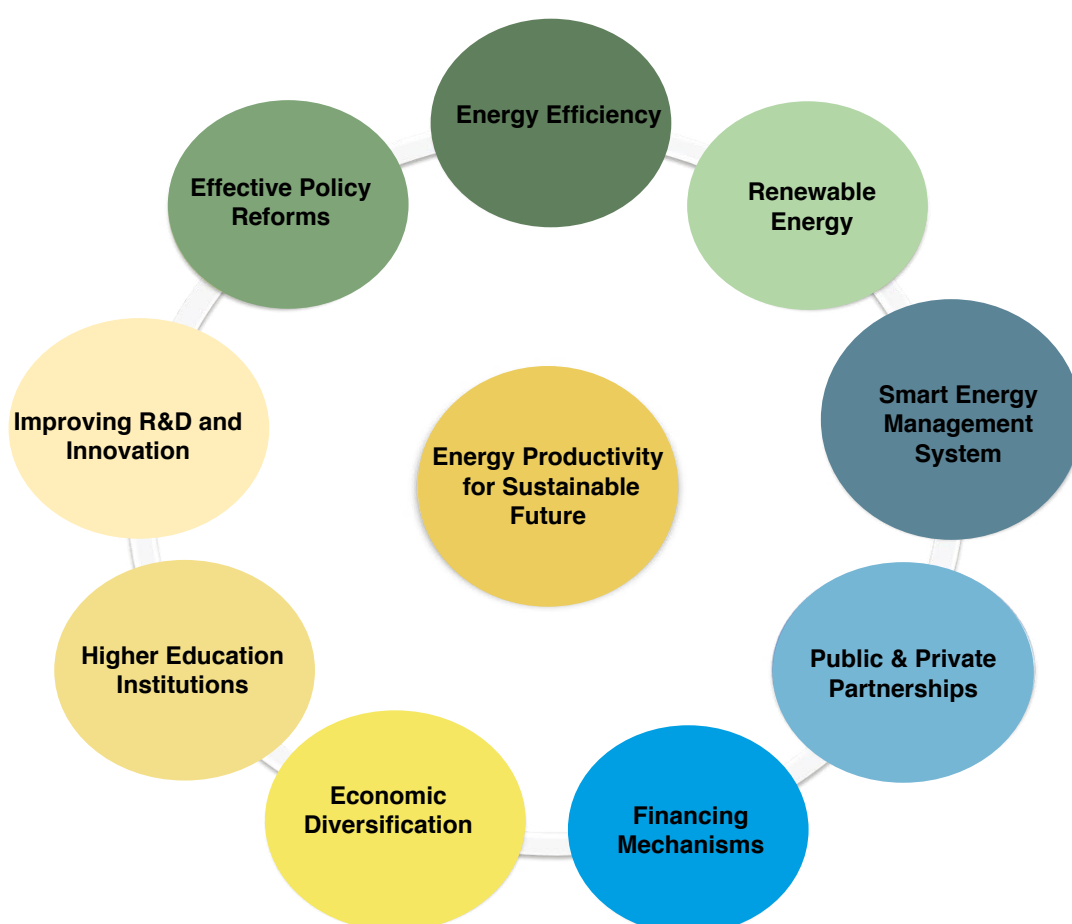 Energy Efficiency
Renewable
Energy
Smart Energy
Management
System
Public & Private
Partnerships
Financing
Mechanisms
Economic
Diversification
Higher Education
Institutions
Improving R&D and
Innovation
Effective Policy
Reforms
Energy Productivity
for Sustainable
Future